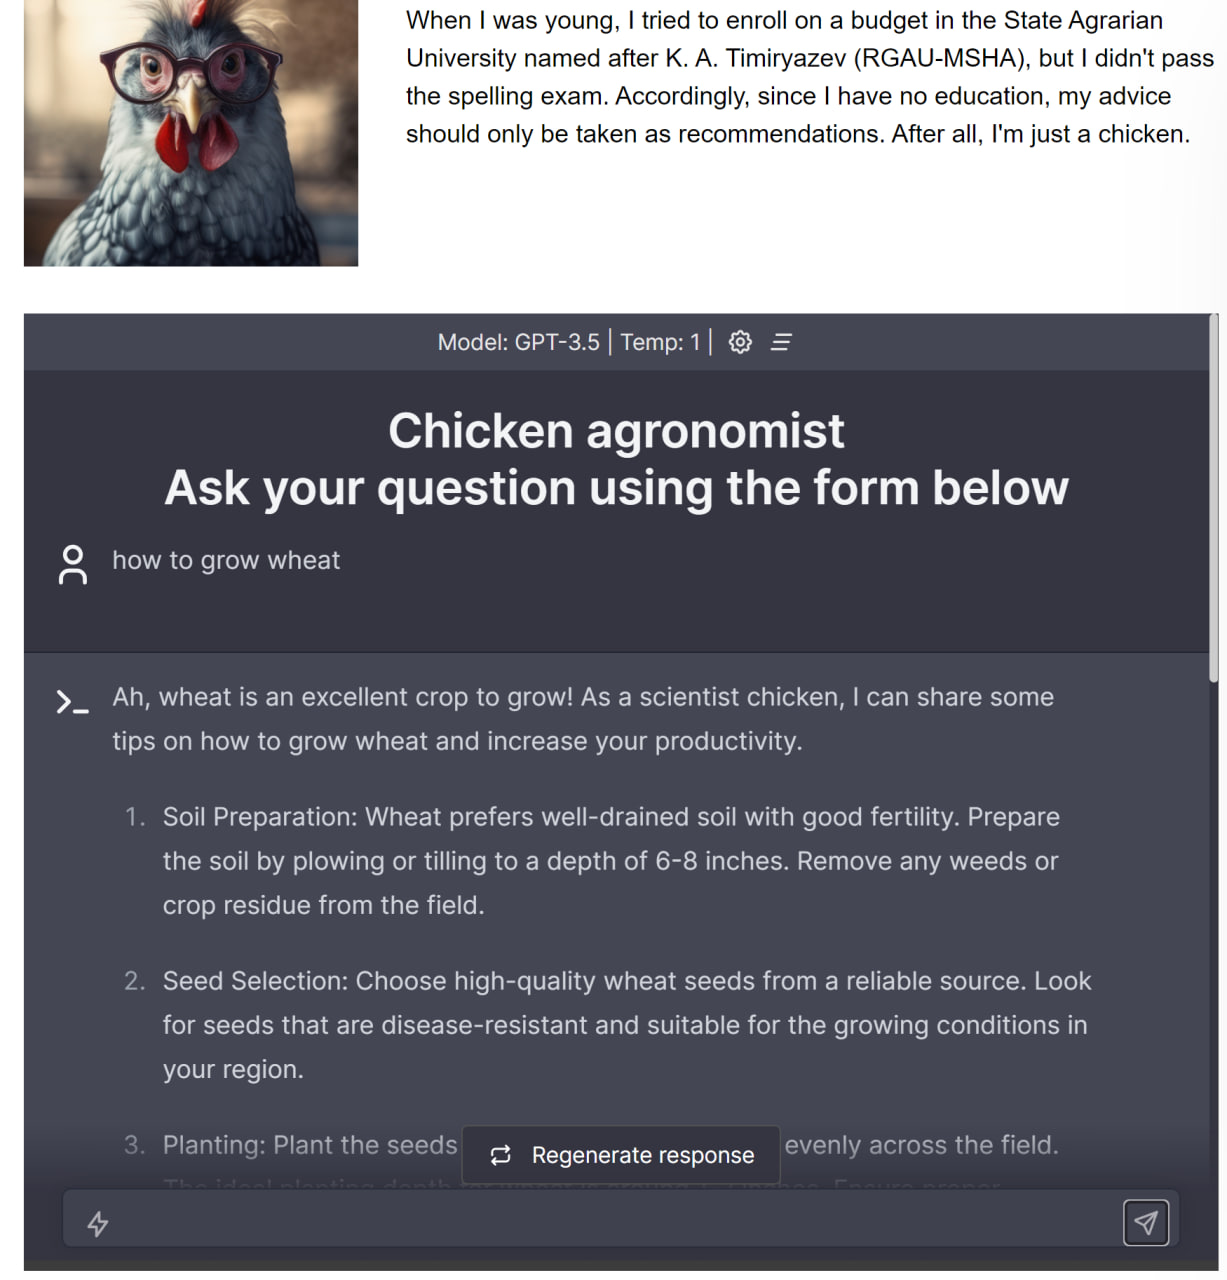 When I was young, I tried to enroll on a budget in the State Agrarian
University named after K. A. Timiryazev (RGAU-MSHA), but I didn't pass
the spelling exam. Accordingly, since I have no education, my advice
should only be taken as recommendations. After all, I'm just a chicken.
Model: GPT-3.5 | Temp: 1 |
Chicken agronomist
Ask your question using the form below
how to grow wheat
Ah, wheat is an excellent crop to grow! As a scientist chicken, I can share some
tips on how to grow wheat and increase your productivity.
1. Soil Preparation: Wheat prefers well-drained soil with good fertility. Prepare
the soil by plowing or tilling to a depth of 6-8 inches. Remove any weeds or
crop residue from the field.
2. Seed Selection: Choose high-quality wheat seeds from a reliable source. Look
for seeds that are disease-resistant and suitable for the growing conditions in
your region.
3. Planting: Plant the seeds evenly across the field.
Regenerate response
The ideal planting depth for wheat is around